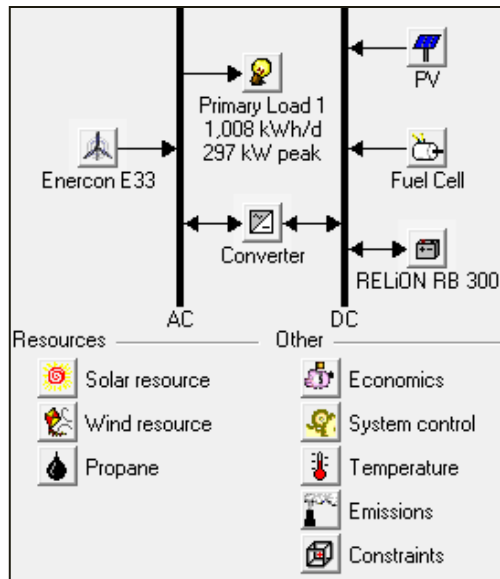 PV
Primary Load 1
1,008 kWh/d
297 kW peak
Enercon E33
Fuel Cell
Converter
RELiON RB 300
AC
DC
Resources
Other
Solar resource
Economics
Wind resource
System control
Propane
Temperature
Emissions
Constraints